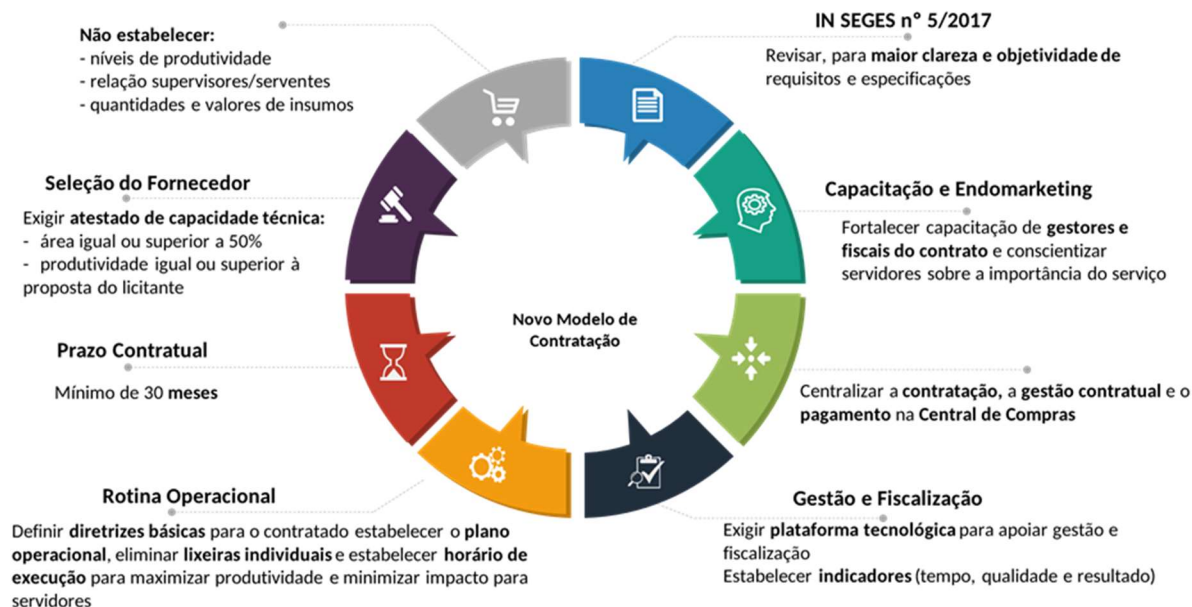 Não estabelecer:
- níveis de produtividade
- relação supervisores/serventes
- quantidades e valores de insumos
IN SEGES nº 5/2017
Revisar, para maior clareza e objetividade de
requisitos e especificações
Seleção do Fornecedor
Exigir atestado de capacidade técnica:
- área igual ou superior a 50%
- produtividade igual ou superior à
proposta do licitante
Capacitação e Endomarketing
Fortalecer capacitação de gestores e
fiscais do contrato e conscientizar
servidores sobre a importância do serviço
Novo Modelo de
Contratação
Prazo Contratual
Mínimo de 30 meses
Centralizar a contratação, a gestão contratual e o
pagamento na Central de Compras
Rotina Operacional
Definir diretrizes básicas para o contratado estabelecer o plano
operacional, eliminar lixeiras individuais e estabelecer horário de
execução para maximizar produtividade e minimizar impacto para
servidores
Gestão e Fiscalização
Exigir plataforma tecnológica para apoiar gestão e
fiscalização
Estabelecer indicadores (tempo, qualidade e resultado)